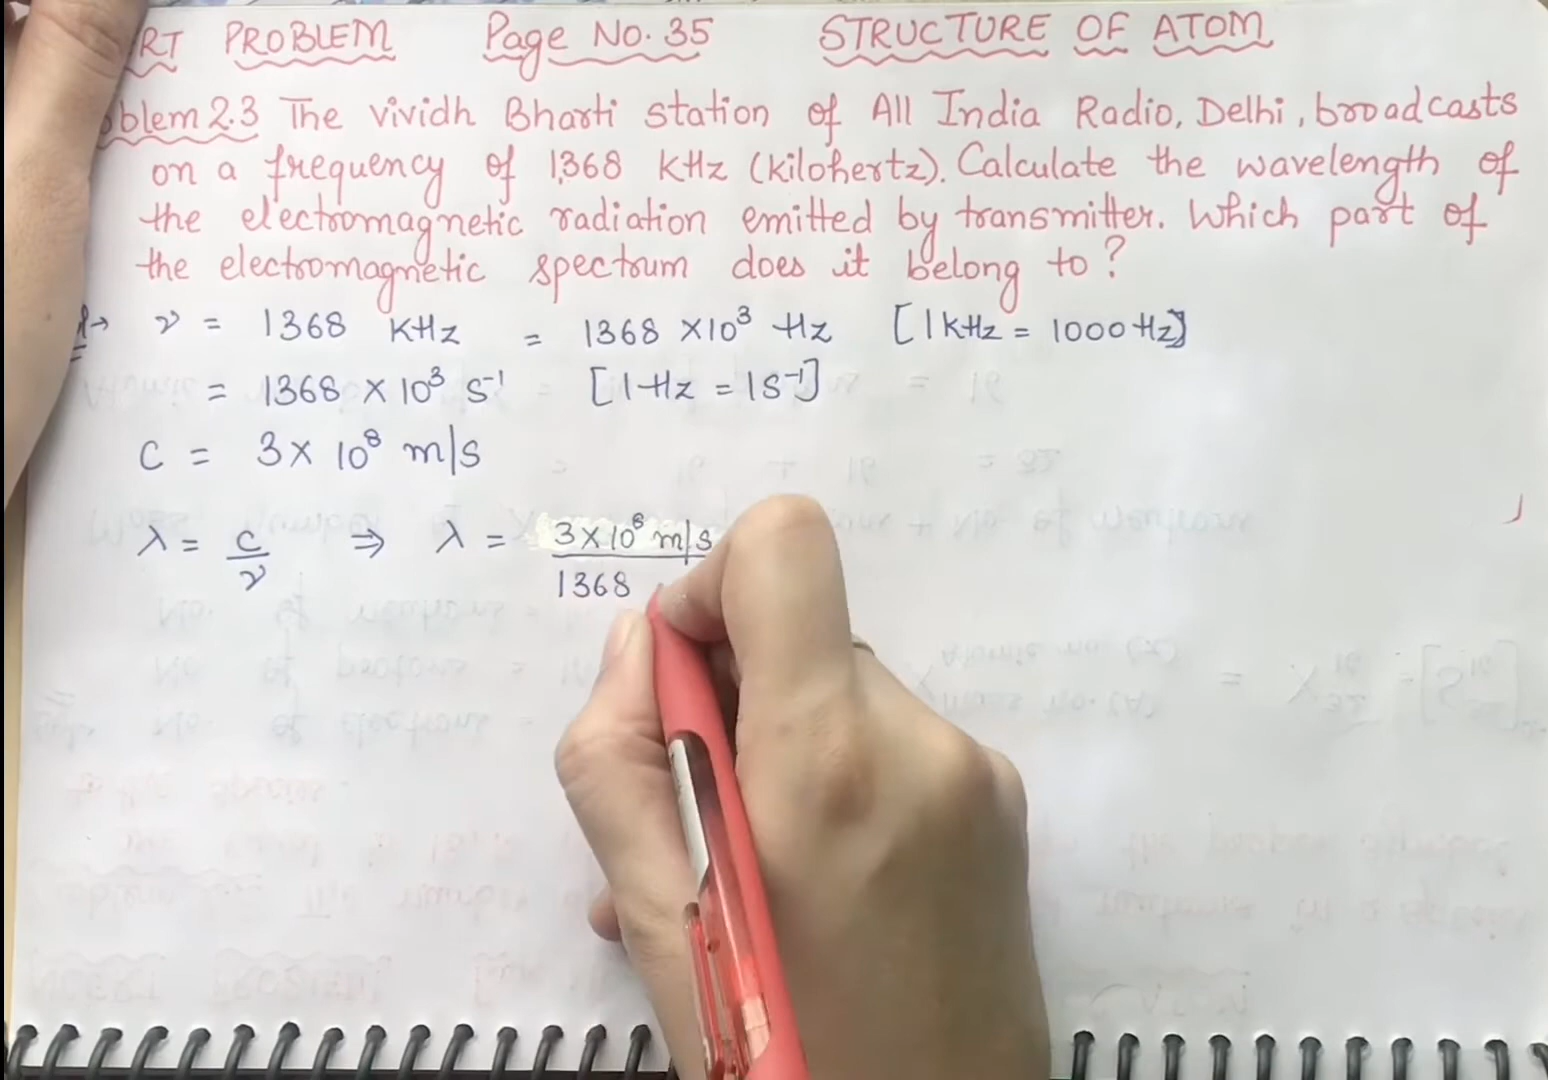 RT PROBLEM Page No. 35 STRUCTURE OF ATOM
oblem 2.3 The Vividh Bharti station of All India Radio, Delhi, broadcasts
on a frequency of 1,368 KHz (kilohertz). Calculate the wavelength of
the electromagnetic radiation emitted by transmitter. Which part of
the electromagnetic spectrum does it belong to?
ν = 1368 KHz = 1368 ×10³ Hz [1 KHz = 1000 Hz]
= 1368 × 10³ S⁻¹ [1 Hz = 1S⁻¹]
C = 3× 10⁸ m/s
λ = c/ν ⇒ λ = 3×10⁸ m/s
1368